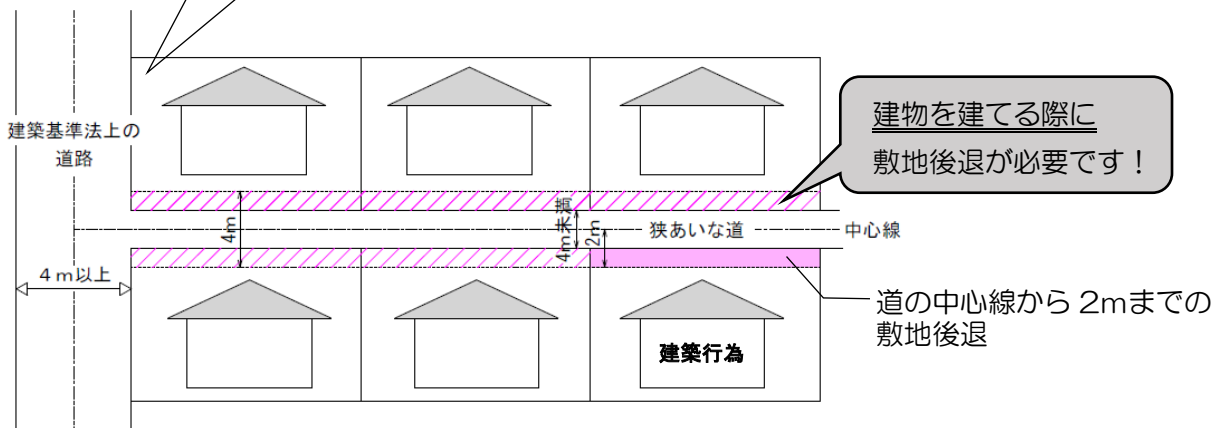 建築基準法上の
道路
4m以上
4m
4m未満
2m
狭あいな道
中心線
建物を建てる際に
敷地後退が必要です！
道の中心線から2mまでの
敷地後退
建築行為